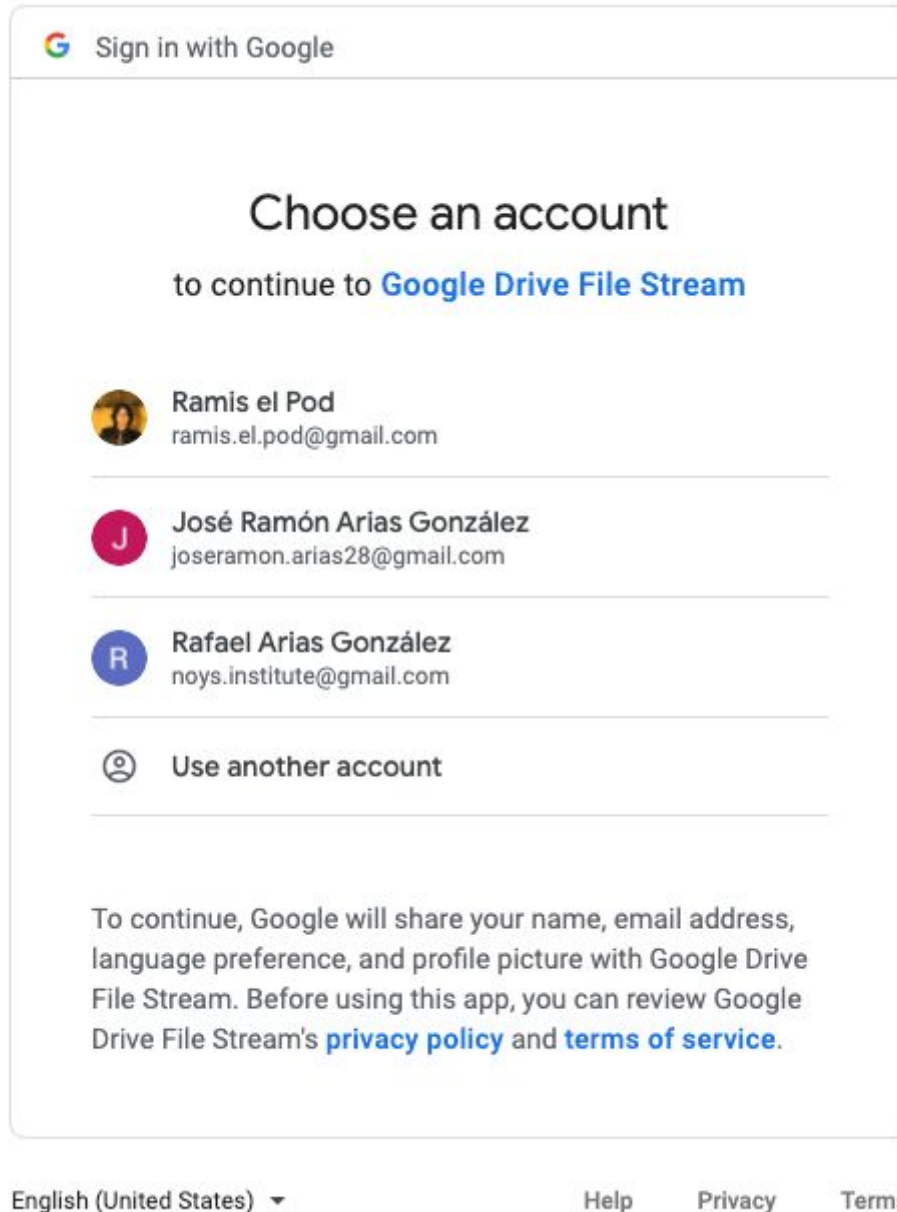 Sign in with Google
Choose an account
to continue to Google Drive File Stream
Ramis el Pod
ramis.el.pod@gmail.com
J
José Ramón Arias González
joseramon.arias28@gmail.com
R
Rafael Arias González
noys.institute@gmail.com
Use another account
To continue, Google will share your name, email address,
language preference, and profile picture with Google Drive
File Stream. Before using this app, you can review Google
Drive File Stream's privacy policy and terms of service.
English (United States)
Help
Privacy
Terms